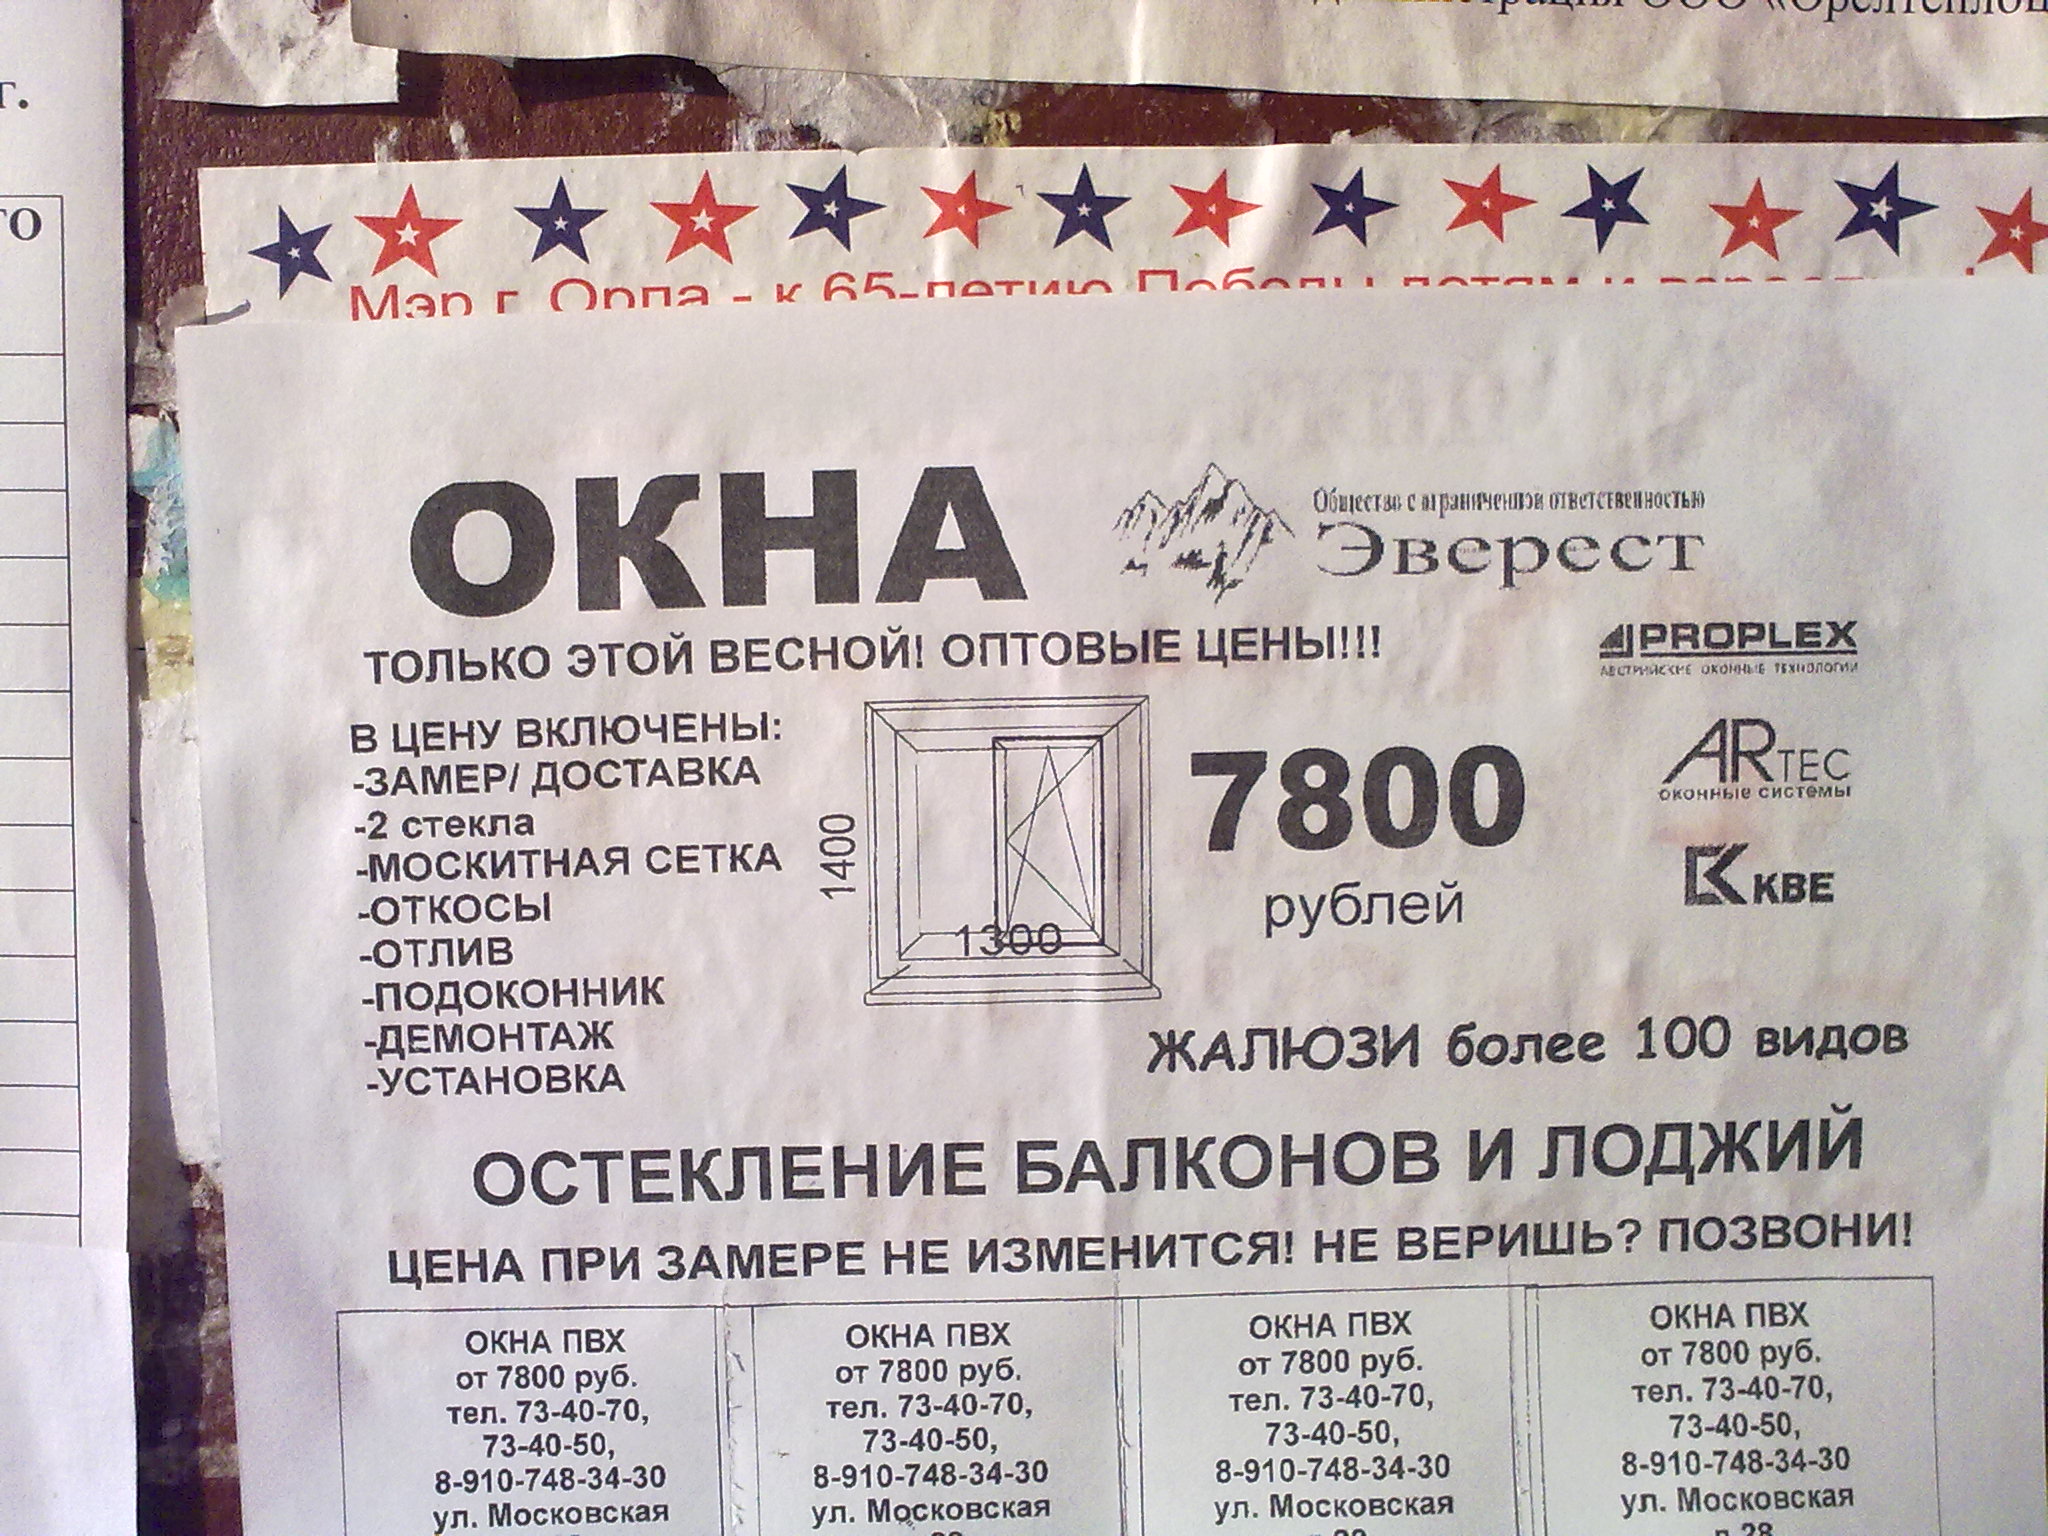 г.
то
Мэр г. Орла - к 65-летию Победы детям и
ОКНА
Общество с ограниченной ответственностью
Эверест
ТОЛЬКО ЭТОЙ ВЕСНОЙ! ОПТОВЫЕ ЦЕНЫ!!!
PROPLEX
АВСТРИЙСКИЕ ОКОННЫЕ ТЕХНОЛОГИИ
В ЦЕНУ ВКЛЮЧЕНЫ:
-ЗАМЕР/ ДОСТАВКА
-2 стекла
-МОСКИТНАЯ СЕТКА
-ОТКОСЫ
-ОТЛИВ
-ПОДОКОННИК
-ДЕМОНТАЖ
-УСТАНОВКА
1400
1300
7800
рублей
ARTEC
оконные системы
KBE
ЖАЛЮЗИ более 100 видов
ОСТЕКЛЕНИЕ БАЛКОНОВ И ЛОДЖИЙ
ЦЕНА ПРИ ЗАМЕРЕ НЕ ИЗМЕНИТСЯ! НЕ ВЕРИШЬ? ПОЗВОНИ!
ОКНА ПВХ
от 7800 руб.
тел. 73-40-70,
73-40-50,
8-910-748-34-30
ул. Московская
ОКНА ПВХ
от 7800 руб.
тел. 73-40-70,
73-40-50,
8-910-748-34-30
ул. Московская
ОКНА ПВХ
от 7800 руб.
тел. 73-40-70,
73-40-50,
8-910-748-34-30
ул. Московская
ОКНА ПВХ
от 7800 руб.
тел. 73-40-70,
73-40-50,
8-910-748-34-30
ул. Московская
д.28